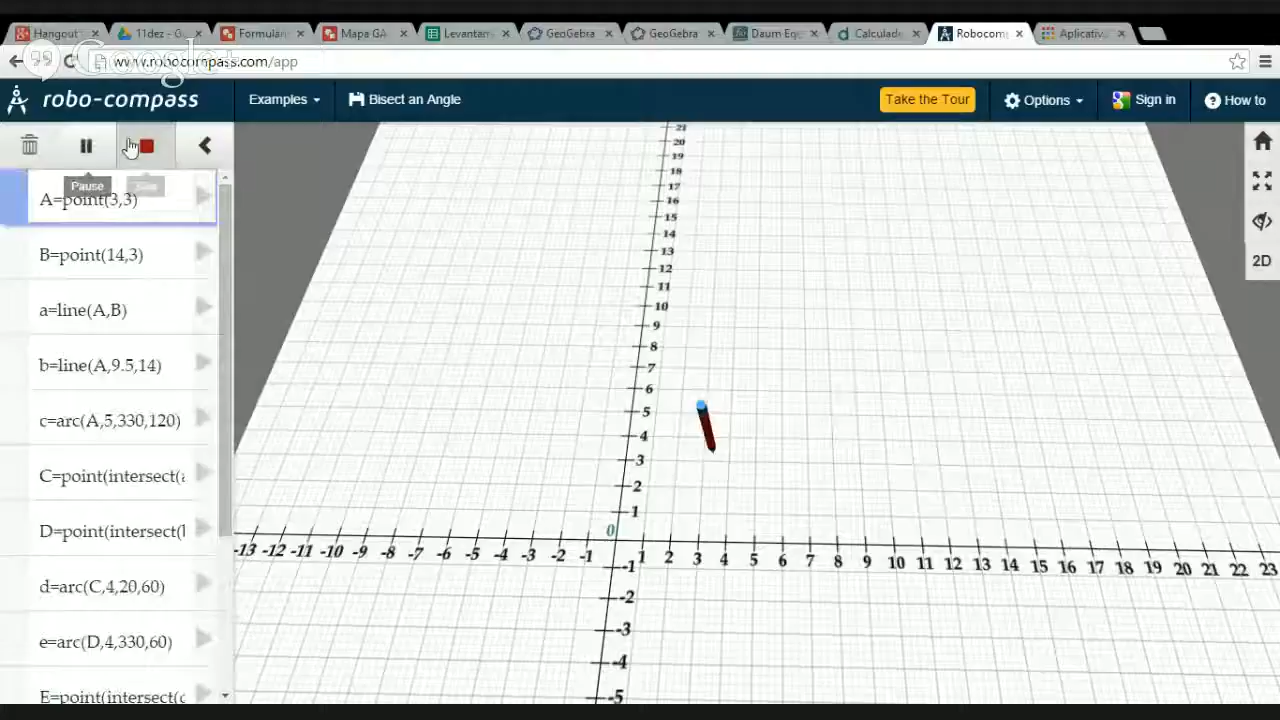 Hangout 11dez - G Formulári Mapa GA Levantam GeoGebra GeoGebra Daum Equ Calculade Robocom Aplicativ
Google
www.robocompass.com/app
robo-compass Examples Bisect an Angle Take the Tour Options Sign in How to
Pause
A=point(3,3)
B=point(14,3)
a=line(A,B)
b=line(A,9.5,14)
c=arc(A,5,330,120)
C=point(intersect(a
D=point(intersect(b
d=arc(C,4,20,60)
e=arc(D,4,330,60)
E=point(intersect(d
2D
21
20
19
18
17
16
15
14
13
12
11
10
9
8
7
6
5
4
3
2
1
0
-13 -12 -11 -10 -9 -8 -7 -6 -5 -4 -3 -2 -1 1 2 3 4 5 6 7 8 9 10 11 12 13 14 15 16 17 18 19 20 21 22 23
-1
-2
-3
-4
-5